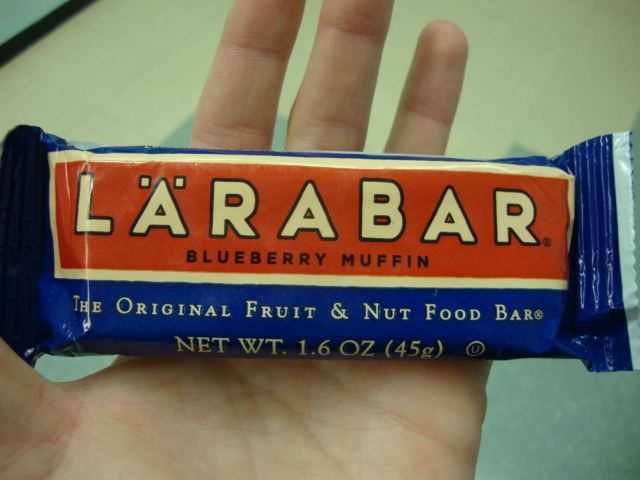 LÄRABAR®
BLUEBERRY MUFFIN
THE ORIGINAL FRUIT & NUT FOOD BAR®
NET WT. 1.6 OZ (45g) Ⓤ